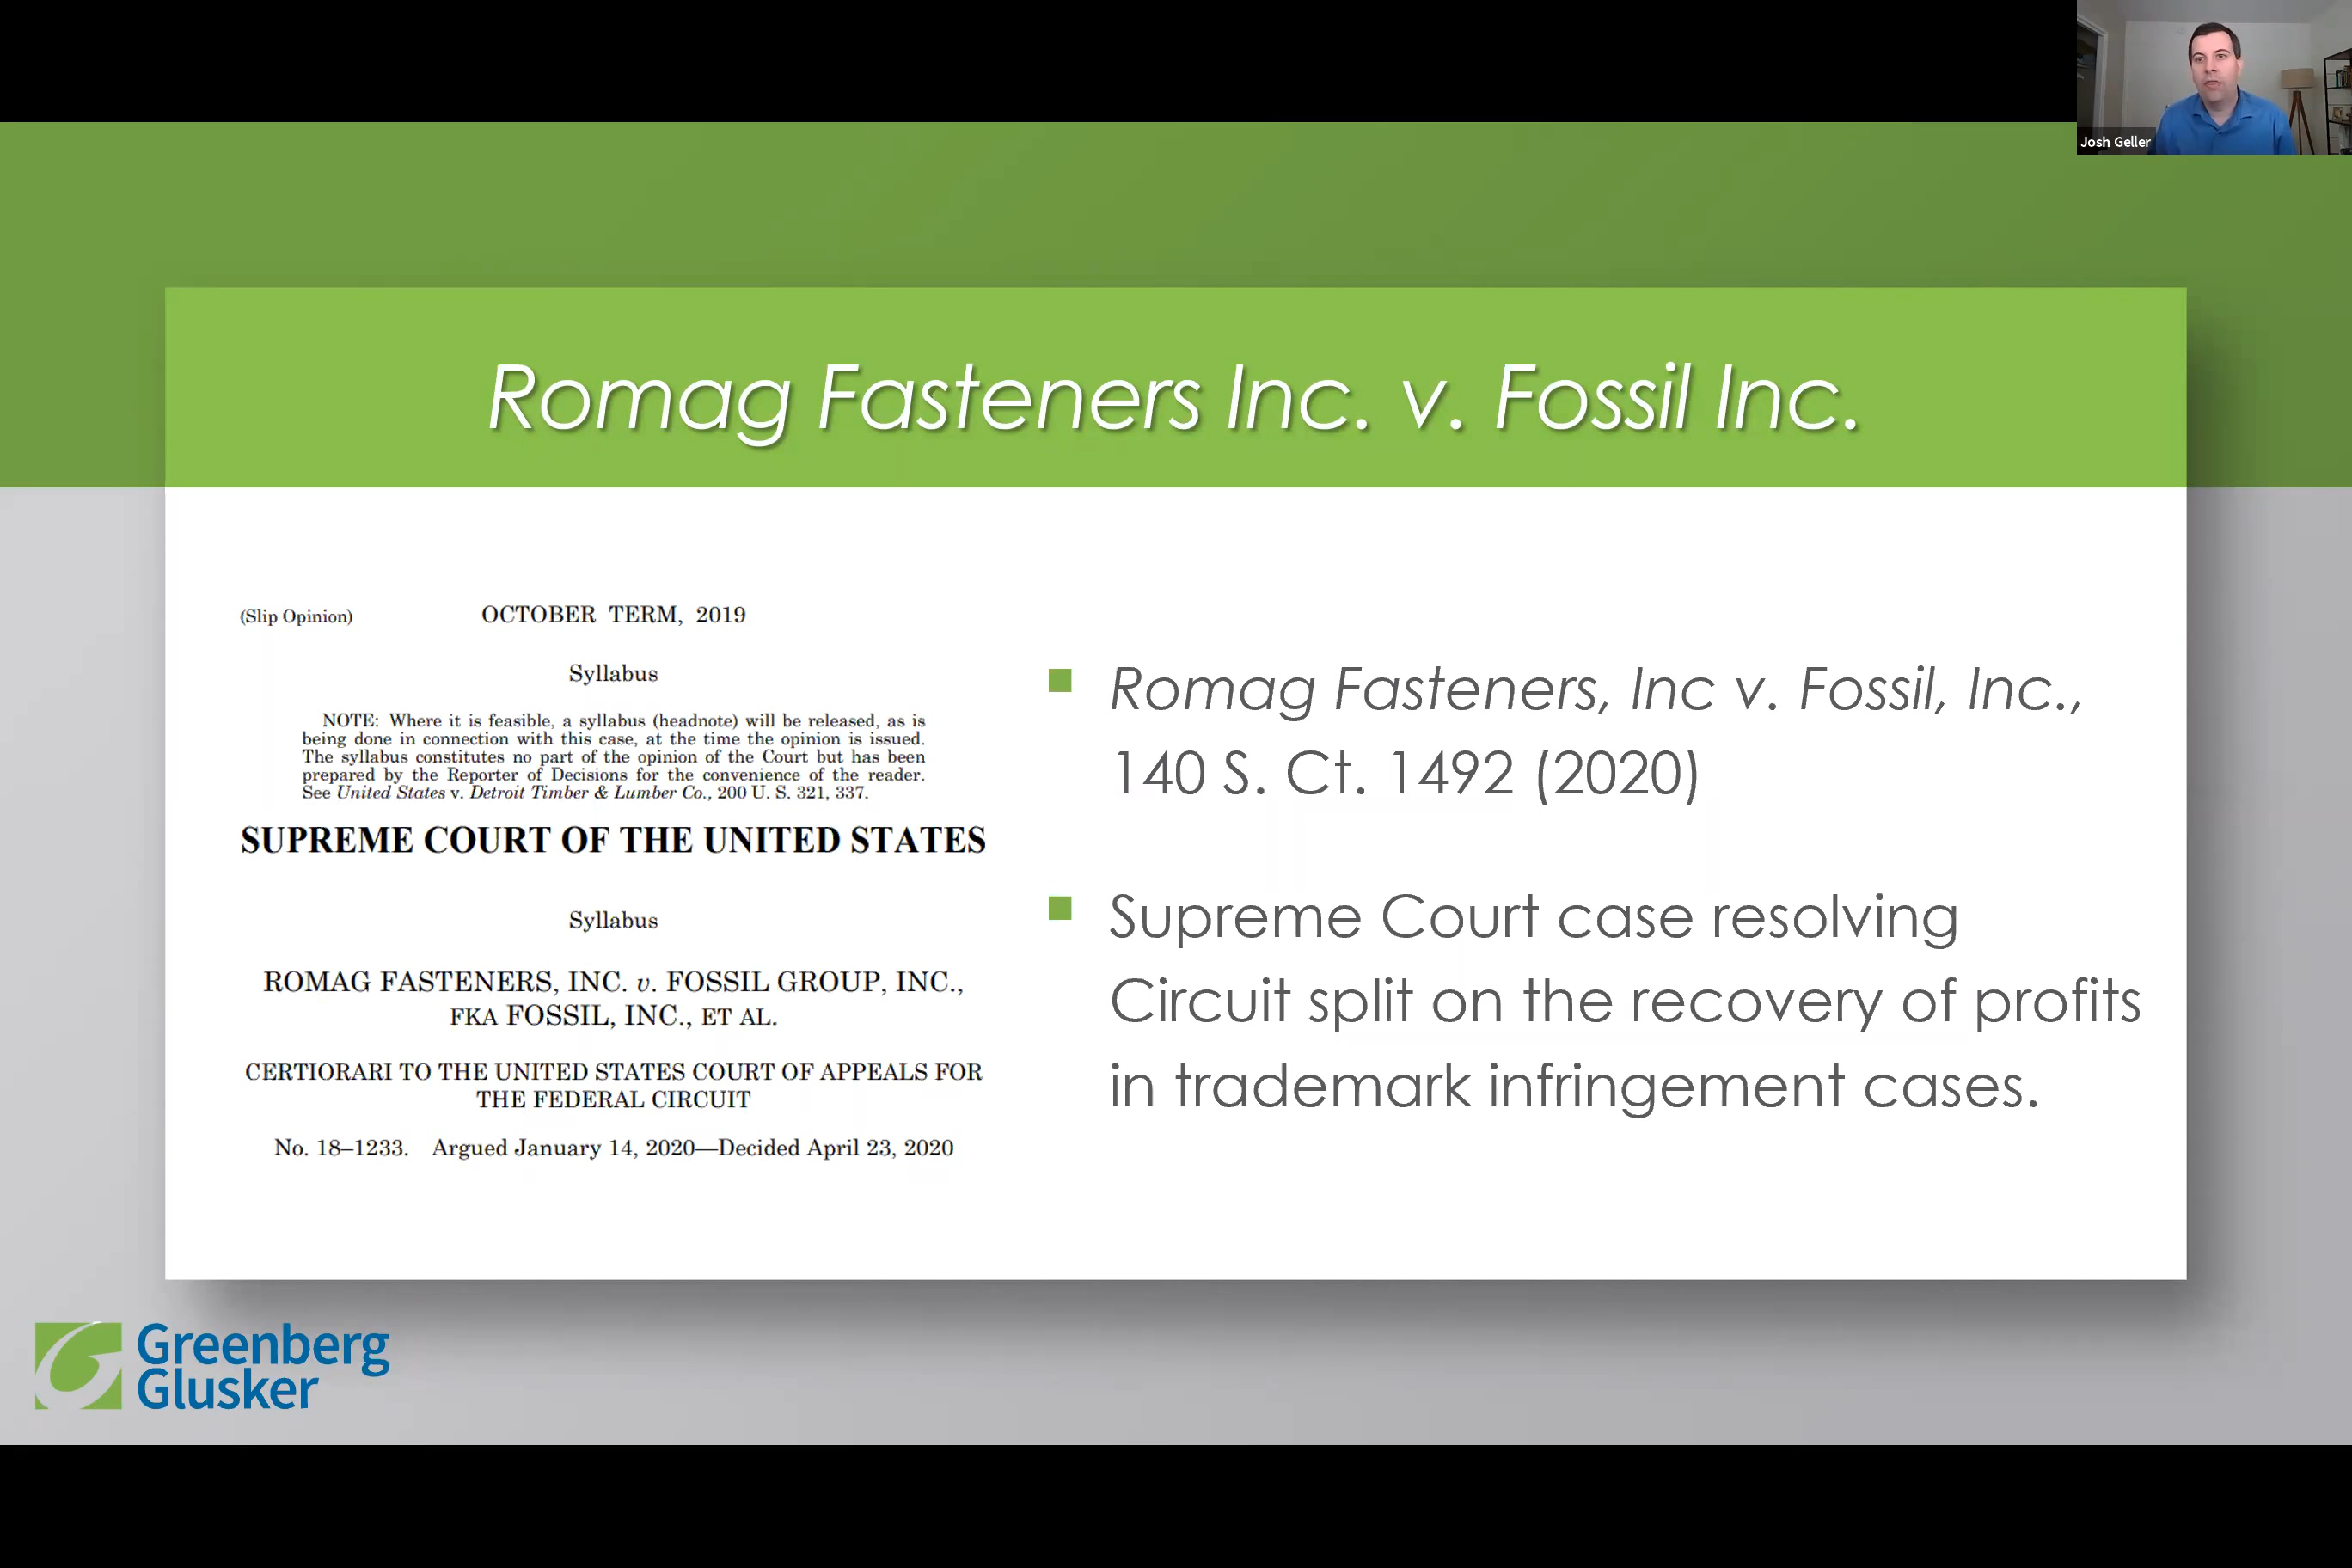 Josh Geller
Romag Fasteners Inc. v. Fossil Inc.
(Slip Opinion) OCTOBER TERM, 2019
Syllabus
NOTE: Where it is feasible, a syllabus (headnote) will be released, as is
being done in connection with this case, at the time the opinion is issued.
The syllabus constitutes no part of the opinion of the Court but has been
prepared by the Reporter of Decisions for the convenience of the reader.
See United States v. Detroit Timber & Lumber Co., 200 U. S. 321, 337.
SUPREME COURT OF THE UNITED STATES
Syllabus
ROMAG FASTENERS, INC. v. FOSSIL GROUP, INC.,
FKA FOSSIL, INC., ET AL.
CERTIORARI TO THE UNITED STATES COURT OF APPEALS FOR
THE FEDERAL CIRCUIT
No. 18–1233. Argued January 14, 2020—Decided April 23, 2020
Romag Fasteners, Inc v. Fossil, Inc.,
140 S. Ct. 1492 (2020)
Supreme Court case resolving
Circuit split on the recovery of profits
in trademark infringement cases.
Greenberg
Glusker